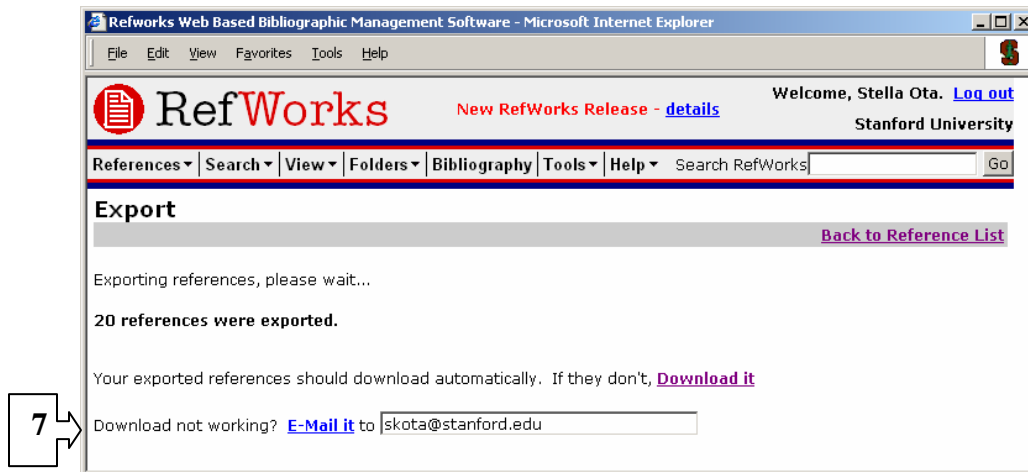 Refworks Web Based Bibliographic Management Software - Microsoft Internet Explorer
File Edit View Favorites Tools Help
RefWorks
New RefWorks Release - details
Welcome, Stella Ota. Log out
Stanford University
References Search View Folders Bibliography Tools Help Search RefWorks Go
Export
Back to Reference List
Exporting references, please wait...
20 references were exported.
Your exported references should download automatically. If they don't, Download it
7
Download not working? E-Mail it to skota@stanford.edu